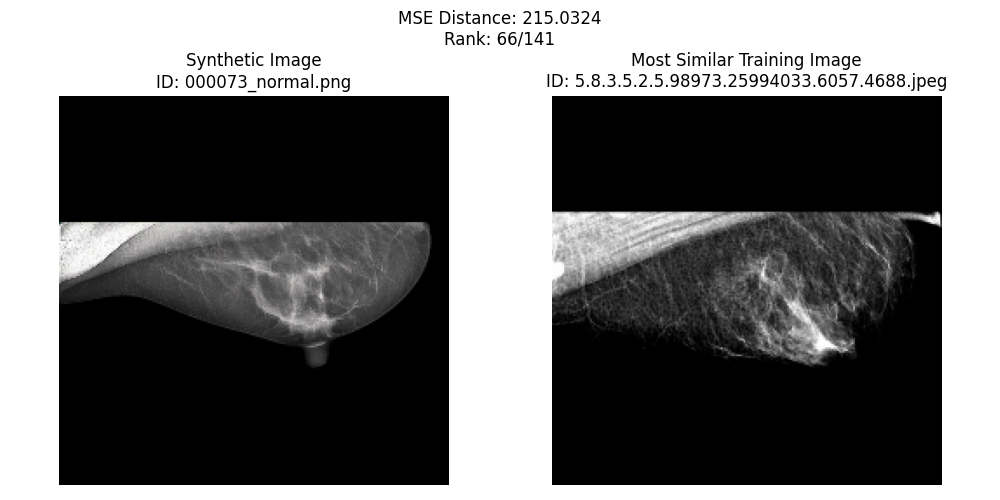 MSE Distance: 215.0324
Rank: 66/141
Synthetic Image
ID: 000073_normal.png
Most Similar Training Image
ID: 5.8.3.5.2.5.98973.25994033.6057.4688.jpeg